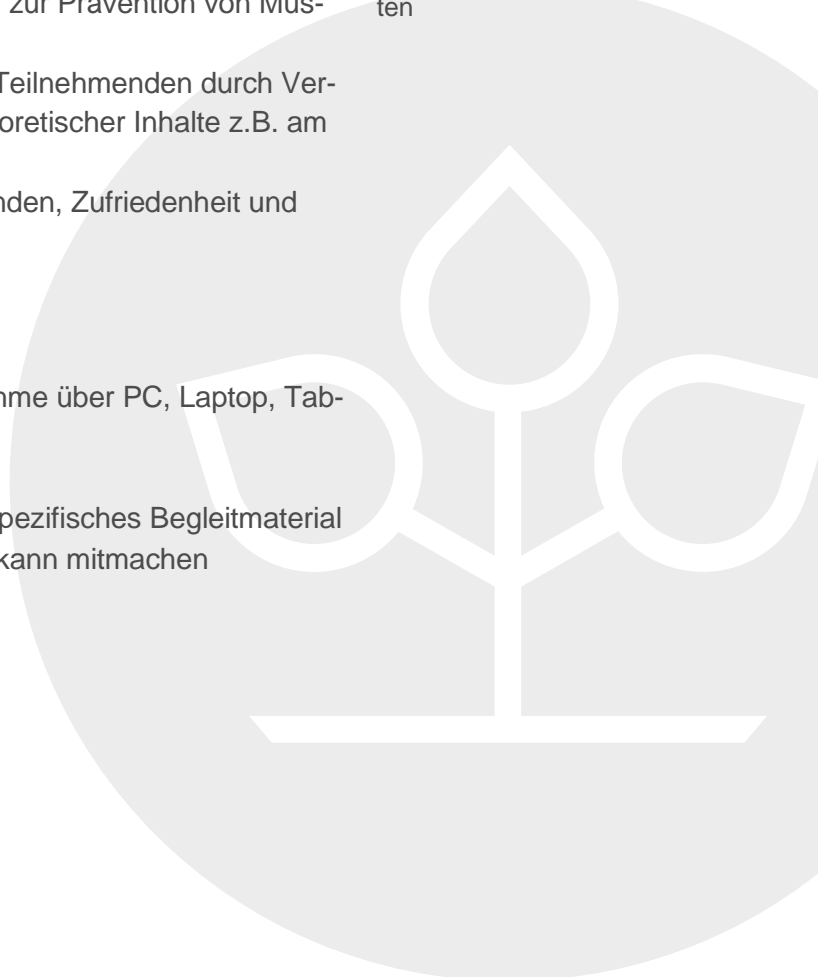 zur Prävention von Mus-
ten
Teilnehmenden durch Ver-
oretischer Inhalte z.B. am
nden, Zufriedenheit und
hme über PC, Laptop, Tab-
pezifisches Begleitmaterial
kann mitmachen